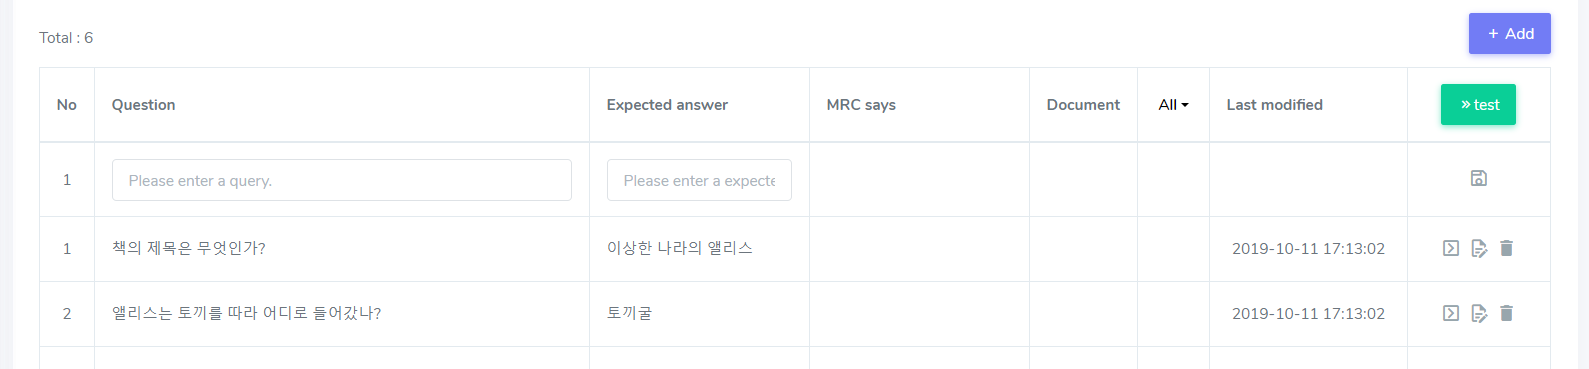 Total : 6
+ Add
No Question Expected answer MRC says Document All Last modified » test
1 Please enter a query. Please enter a expecte
1 책의 제목은 무엇인가? 이상한 나라의 앨리스 2019-10-11 17:13:02
2 앨리스는 토끼를 따라 어디로 들어갔나? 토끼굴 2019-10-11 17:13:02